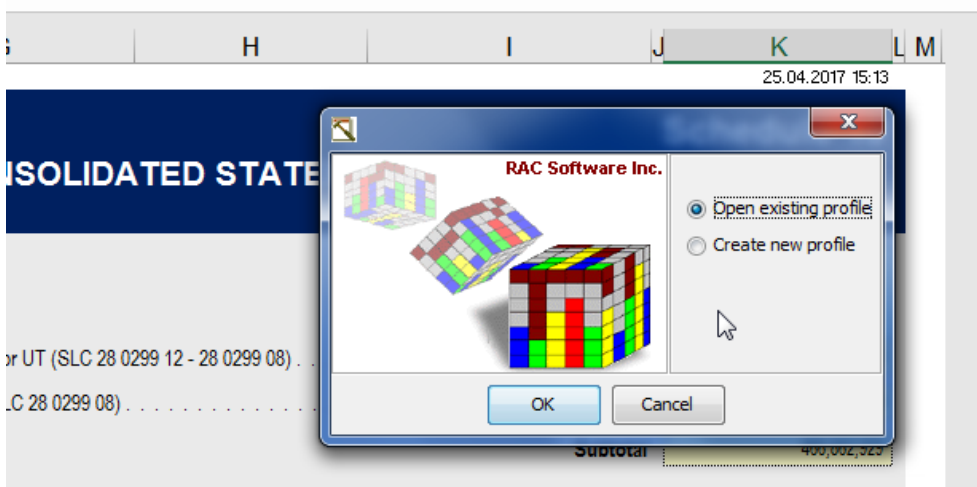 H I J K L M
25.04.2017 15:13
NSOLIDATED STATE
RAC Software Inc.
Open existing profile
Create new profile
or UT (SLC 28 0299 12 - 28 0299 08) . .
LC 28 0299 08) . . . . . . . . . . . . . .
OK Cancel
Subtotal